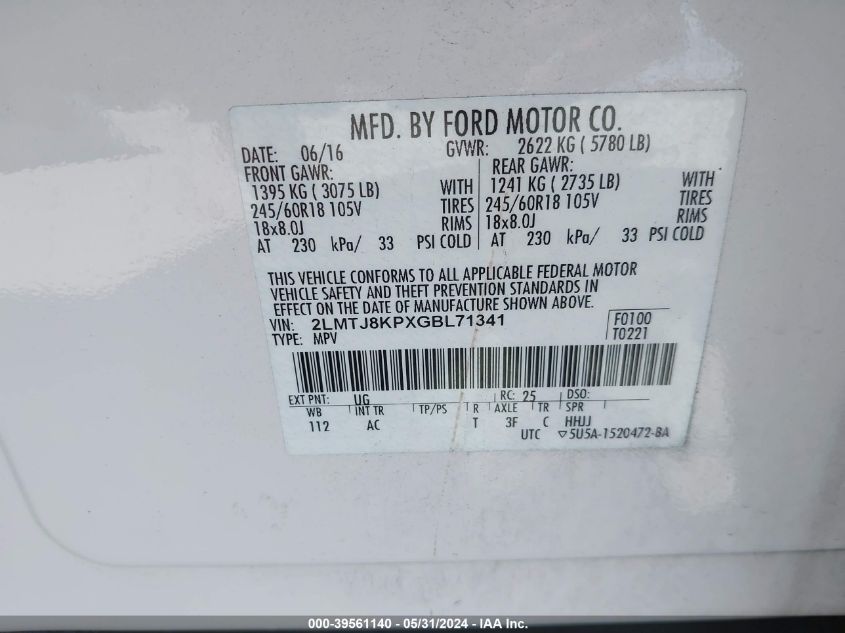 MFD. BY FORD MOTOR CO.
DATE: 06/16 GVWR: 2622 KG ( 5780 LB)
FRONT GAWR: REAR GAWR:
1395 KG ( 3075 LB) WITH 1241 KG ( 2735 LB) WITH
245/60R18 105V TIRES 245/60R18 105V TIRES
18x8.0J RIMS 18x8.0J RIMS
AT 230 kPa/ 33 PSI COLD AT 230 kPa/ 33 PSI COLD
THIS VEHICLE CONFORMS TO ALL APPLICABLE FEDERAL MOTOR
VEHICLE SAFETY AND THEFT PREVENTION STANDARDS IN
EFFECT ON THE DATE OF MANUFACTURE SHOWN ABOVE.
VIN: 2LMTJ8KPXGBL71341 F0100
TYPE: MPV T0221
EXT PNT: UG RC: 25 DSO:
WB INT TR TP/PS R AXLE TR SPR
112 AC T 3F C HHJJ
UTC ▽5U5A-1520472-BA
000-39561140 - 05/31/2024 - IAA Inc.